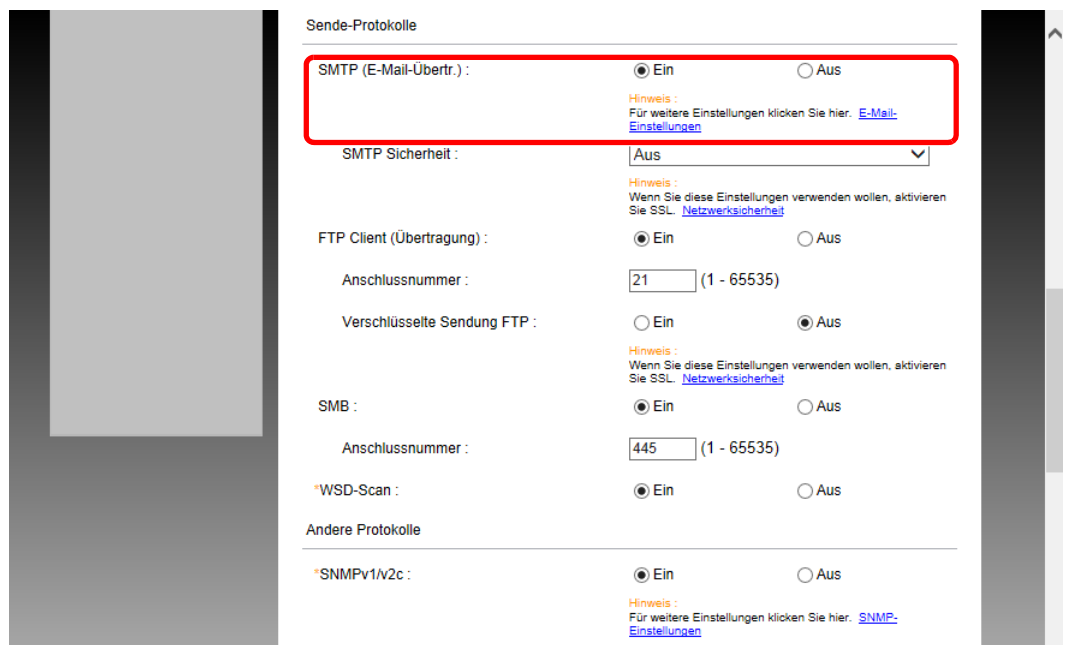 Sende-Protokolle
SMTP (E-Mail-Übertr.) : Ein Aus
Hinweis :
Für weitere Einstellungen klicken Sie hier. E-Mail-
Einstellungen
SMTP Sicherheit : Aus
Hinweis :
Wenn Sie diese Einstellungen verwenden wollen, aktivieren
Sie SSL. Netzwerksicherheit
FTP Client (Übertragung) : Ein Aus
Anschlussnummer : 21 (1 - 65535)
Verschlüsselte Sendung FTP : Ein Aus
Hinweis :
Wenn Sie diese Einstellungen verwenden wollen, aktivieren
Sie SSL. Netzwerksicherheit
SMB : Ein Aus
Anschlussnummer : 445 (1 - 65535)
*WSD-Scan : Ein Aus
Andere Protokolle
*SNMPv1/v2c : Ein Aus
Hinweis :
Für weitere Einstellungen klicken Sie hier. SNMP-
Einstellungen